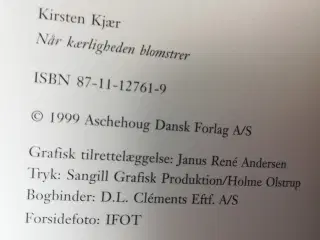 Kirsten Kjær
Når kærligheden blomstrer
ISBN 87-11-12761-9
© 1999 Aschehoug Dansk Forlag A/S
Grafisk tilrettelæggelse: Janus René Andersen
Tryk: Sangill Grafisk Produktion/Holme Olstrup
Bogbinder: D.L. Cléments Eftf. A/S
Forsidefoto: IFOT